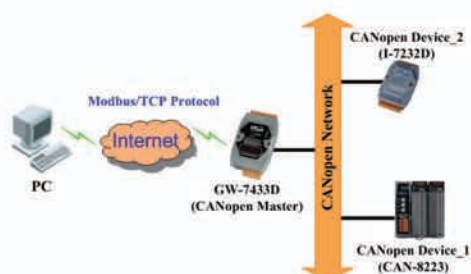 CANopen Device_2
(I-7232D)
Modbus/TCP Protocol
Internet
PC
GW-7433D
(CANopen Master)
CANopen Network
CANopen Device_1
(CAN-8223)